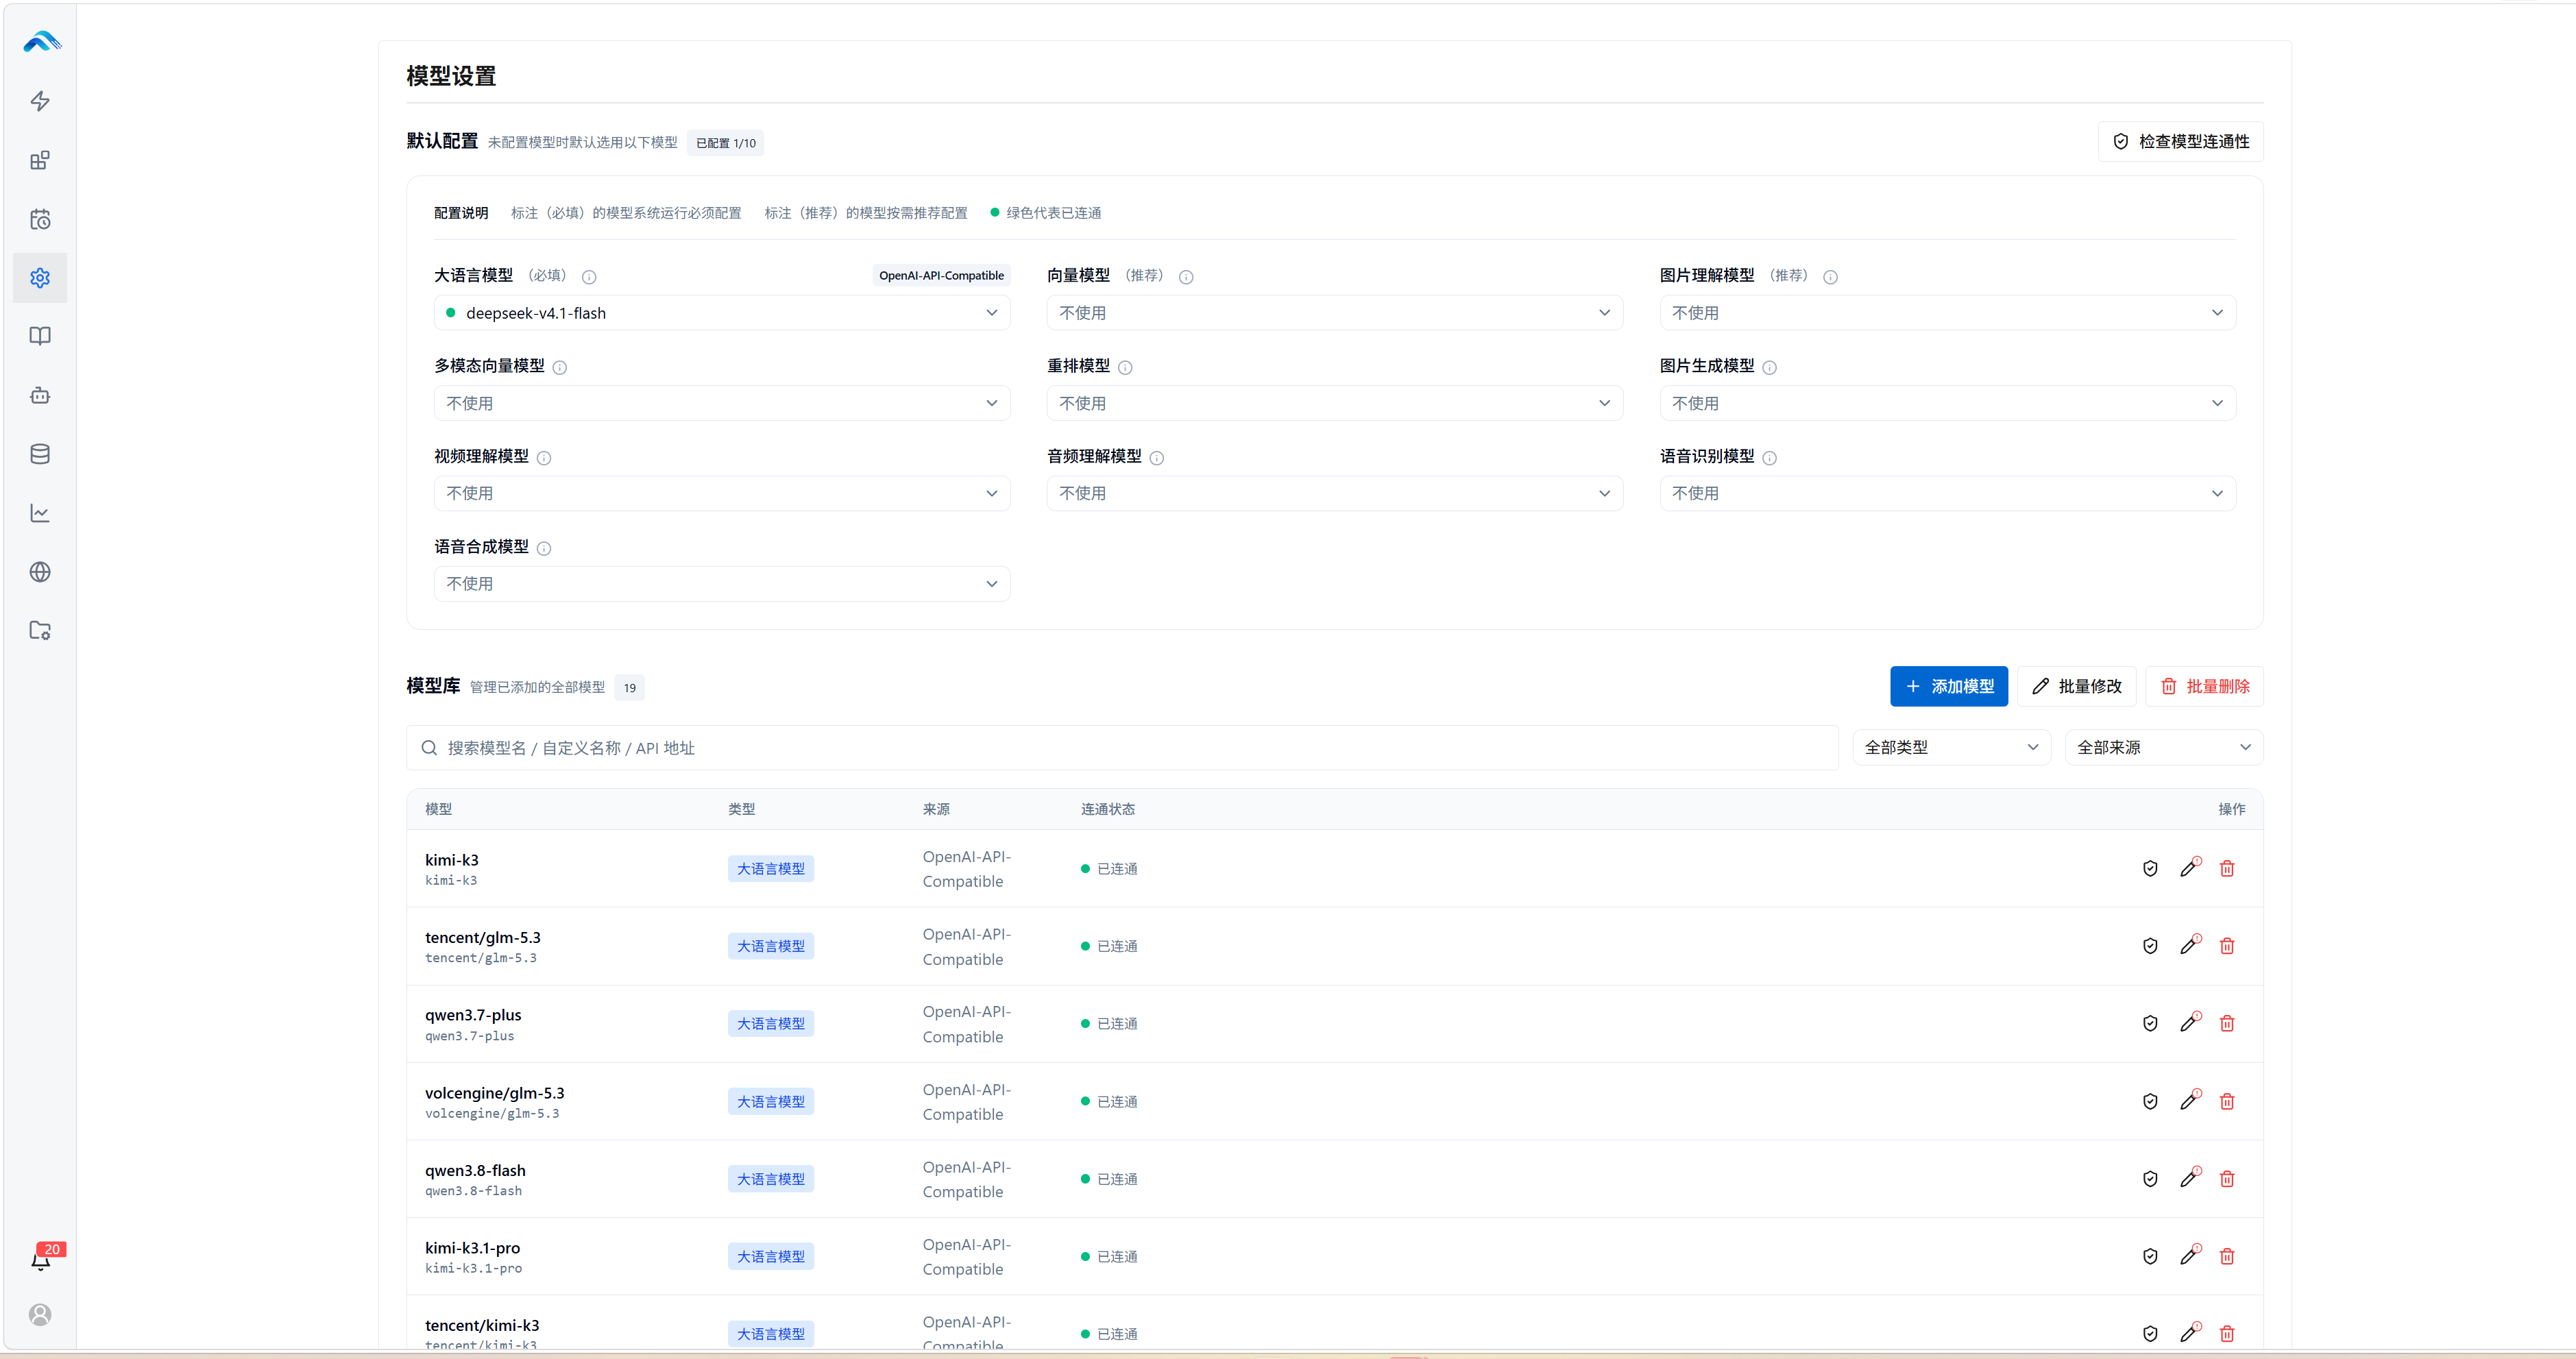 模型设置
默认配置 未配置模型时默认选用以下模型 已配置 1/10 检查模型连通性
配置说明 标注（必填）的模型系统运行必须配置 标注（推荐）的模型按需推荐配置 绿色代表已连通
大语言模型 （必填） OpenAI-API-Compatible 向量模型 （推荐） 图片理解模型 （推荐）
deepseek-v4.1-flash 不使用 不使用
多模态向量模型 重排模型 图片生成模型
不使用 不使用 不使用
视频理解模型 音频理解模型 语音识别模型
不使用 不使用 不使用
语音合成模型
不使用
模型库 管理已添加的全部模型 19 添加模型 批量修改 批量删除
搜索模型名 / 自定义名称 / API 地址 全部类型 全部来源
模型 类型 来源 连通状态 操作
kimi-k3
kimi-k3
大语言模型
OpenAI-API-
Compatible
已连通
tencent/glm-5.3
tencent/glm-5.3
大语言模型
OpenAI-API-
Compatible
已连通
qwen3.7-plus
qwen3.7-plus
大语言模型
OpenAI-API-
Compatible
已连通
volcengine/glm-5.3
volcengine/glm-5.3
大语言模型
OpenAI-API-
Compatible
已连通
qwen3.8-flash
qwen3.8-flash
大语言模型
OpenAI-API-
Compatible
已连通
kimi-k3.1-pro
kimi-k3.1-pro
大语言模型
OpenAI-API-
Compatible
已连通
tencent/kimi-k3
tencent/kimi-k3
大语言模型
OpenAI-API-
Compatible
已连通
20